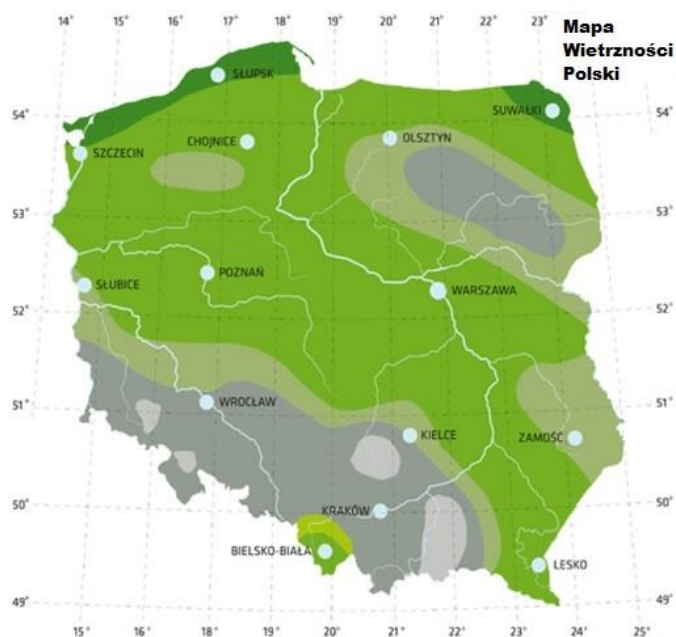 14° 15° 16° 17° 18° 19° 20° 21° 22° 23°
Mapa
Wietrzności
Polski
SŁUPSK
54°
SUWAŁKI
54°
CHOJNICE
OLSZTYN
SZCZECIN
53°
53°
POZNAŃ
SŁUBICE
WARSZAWA
52°
52°
WROCŁAW
51°
51°
KIELCE
ZAMOŚĆ
50°
KRAKÓW
50°
BIELSKO-BIAŁA
LESKO
49°
49°
15° 16° 17° 18° 19° 20° 21° 22° 23° 24° 25°